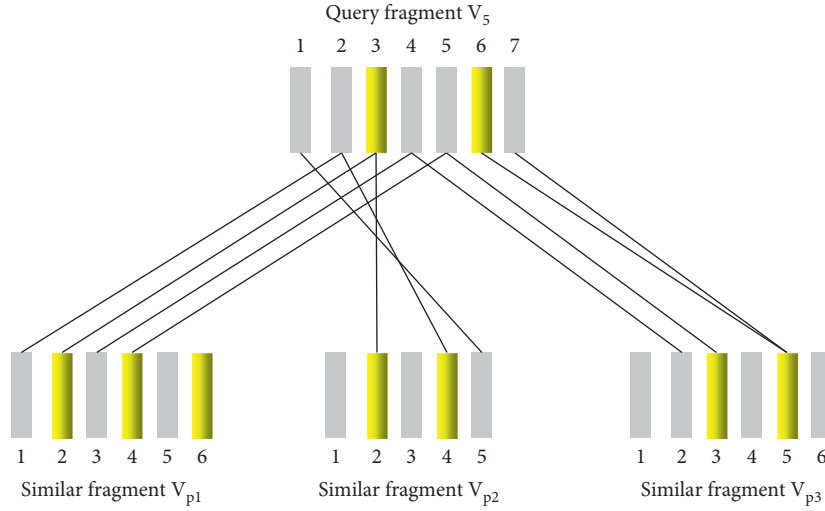 Query fragment V5
1 2 3 4 5 6 7
1 2 3 4 5 6 1 2 3 4 5 1 2 3 4 5 6
Similar fragment Vp1 Similar fragment Vp2 Similar fragment Vp3